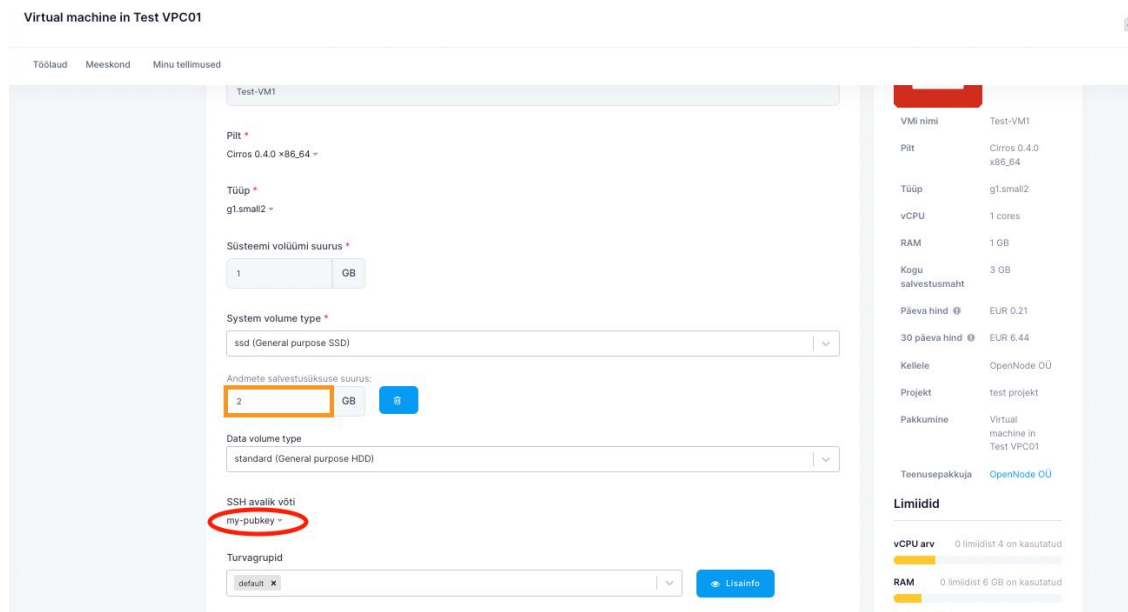 Virtual machine in Test VPC01
Töölaud Meeskond Minu tellimused
Test-VM1
Pilt *
Cirros 0.4.0 x86_64
Tüüp *
g1.small2
Süsteemi volüümi suurus *
1 GB
System volume type *
ssd (General purpose SSD)
Andmete salvestusüksuse suurus:
2 GB
Data volume type
standard (General purpose HDD)
SSH avalik võti
my-pubkey
Turvagrupid
default × Lisainfo
VMi nimi Test-VM1
Pilt Cirros 0.4.0
x86_64
Tüüp g1.small2
vCPU 1 cores
RAM 1 GB
Kogu 3 GB
salvestusmaht
Päeva hind EUR 0.21
30 päeva hind EUR 6.44
Kellele OpenNode OÜ
Projekt test projekt
Pakkumine Virtual
machine in
Test VPC01
Teenusepakkuja OpenNode OÜ
Limiidid
vCPU arv 0 limiidist 4 on kasutatud
RAM 0 limiidist 6 GB on kasutatud